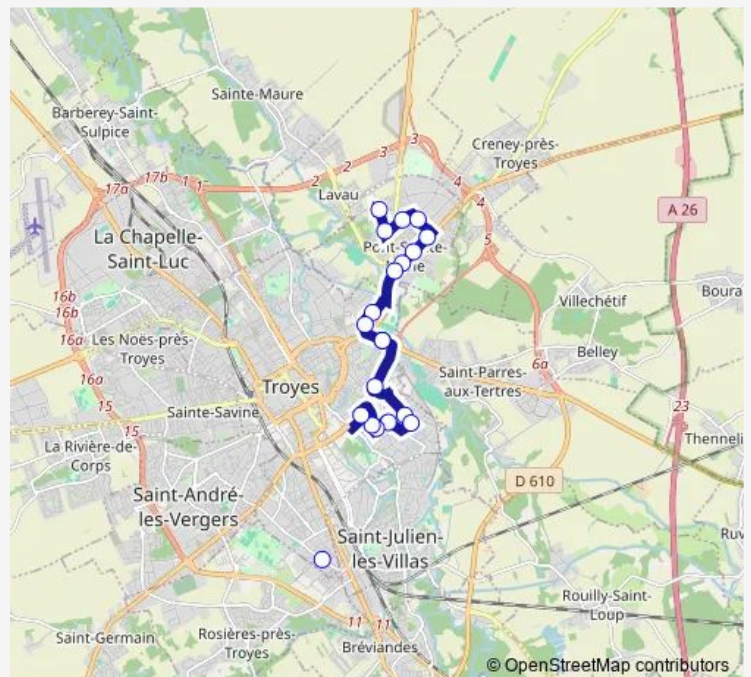 Sainte-Maure
Barberey-Saint-
Sulpice
Creney-près-
Troyes
3
3
2
2
4
4
17b
1
1
17a
Lavau
A 26
La Chapelle-
Saint-Luc
5
16b
16b
Villechétif
Les Noës-près-
Troyes
16a
Belley
6a
Troyes
Saint-Parres-
aux-Tertres
16a
15
Sainte-Savine
23
15
La Rivière-de-
Corps
D 610
Saint-André-
les-Vergers
Saint-Julien-
les-Villas
Rouilly-Saint-
Loup
11
11
Saint-Germain
Rosières-près-
Troyes
Bréviandes
© OpenStreetMap contributors